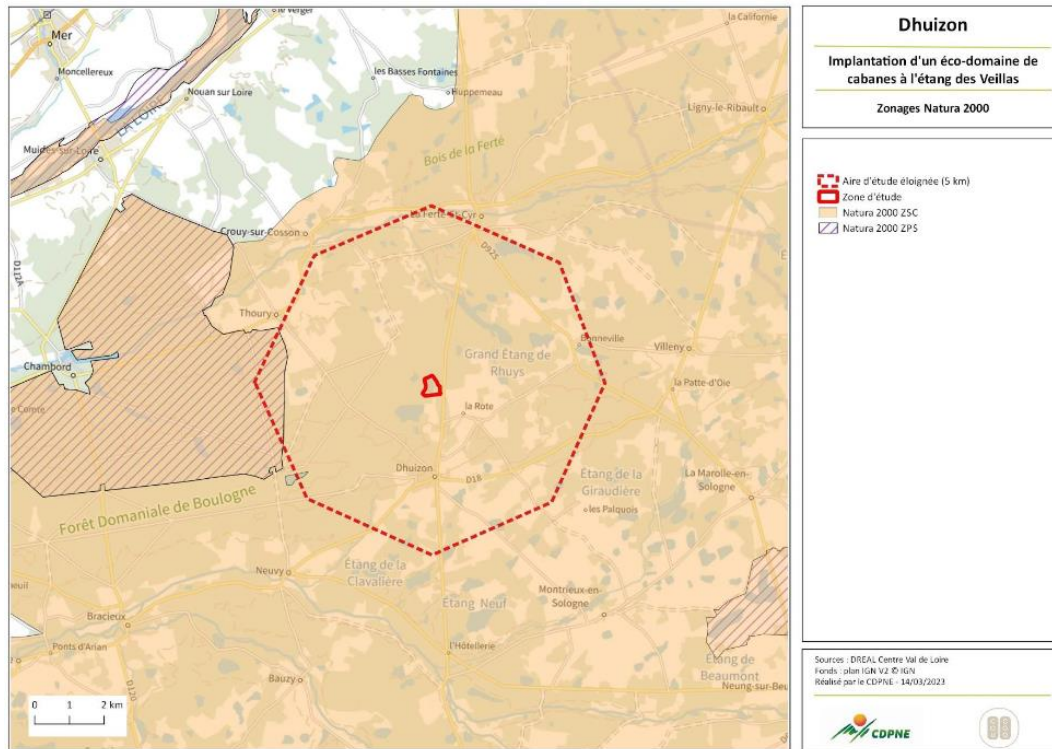 le Verger
la Californie
Mer
Moncellereux
les Basses Fontaines
Huppemeau
Nouan sur Loire
Ligny-le-Ribault
LA LOIRE
Muides-sur-Loire
Bois de la Ferté
La Ferté-St-Cyr
Crouy-sur-Cosson
D925
D112A
Thoury
Bonneville
Villeny
Grand Étang de
Rhuys
Chambord
la Patte-d'Oie
e Comte
la Rote
Dhuizon
D18
La Marolle-en-
Sologne
Étang de la
Giraudière
Forêt Domaniale de Boulogne
les Palquois
Neuvy
Étang de la
Clavalière
Étang Neuf
Montrieux-en-
Sologne
Bracieux
Ponts d'Arian
l'Hôtellerie
Bauzy
Étang de
Beaumont
D120
Neung-sur-Beu
0 1 2 km
Dhuizon
Implantation d'un éco-domaine de
cabanes à l'étang des Veillas
Zonages Natura 2000
Aire d'étude éloignée (5 km)
Zone d'étude
Natura 2000 ZSC
Natura 2000 ZPS
Sources : DREAL Centre Val de Loire
Fonds : plan IGN V2 © IGN
Réalisé par le CDPNE - 14/03/2023
CDPNE